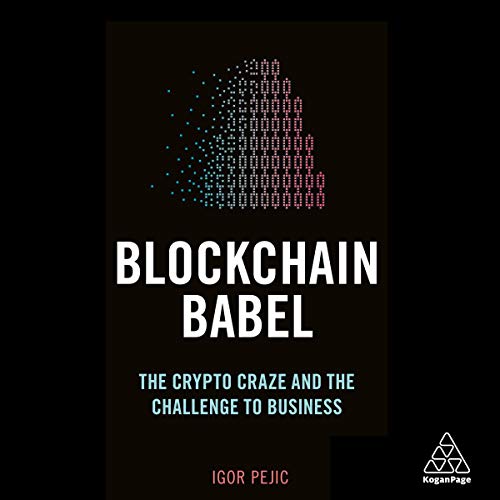 BLOCKCHAIN
BABEL
THE CRYPTO CRAZE AND THE
CHALLENGE TO BUSINESS
IGOR PEJIC
KoganPage